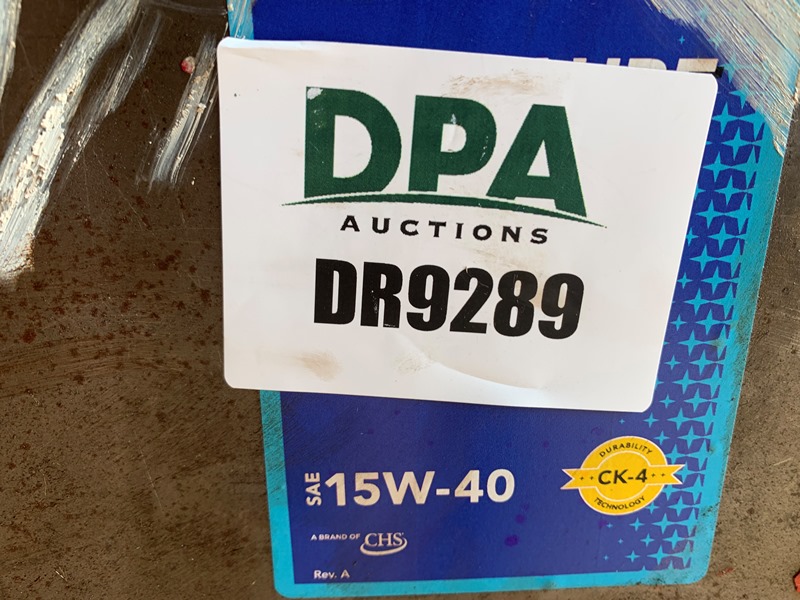 DPA
AUCTIONS
DR9289
SAE 15W-40
DURABILITY
CK-4
TECHNOLOGY
A BRAND OF CHS
Rev. A